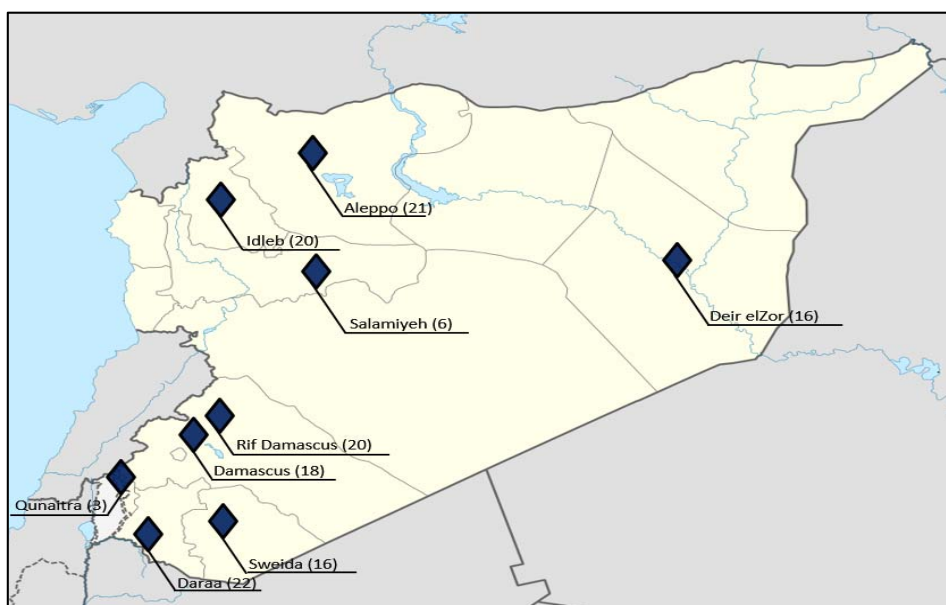 Aleppo (21)
Idleb (20)
Salamiyeh (6)
Deir elZor (16)
Rif Damascus (20)
Damascus (18)
Qunaitra (3)
Sweida (16)
Daraa (22)